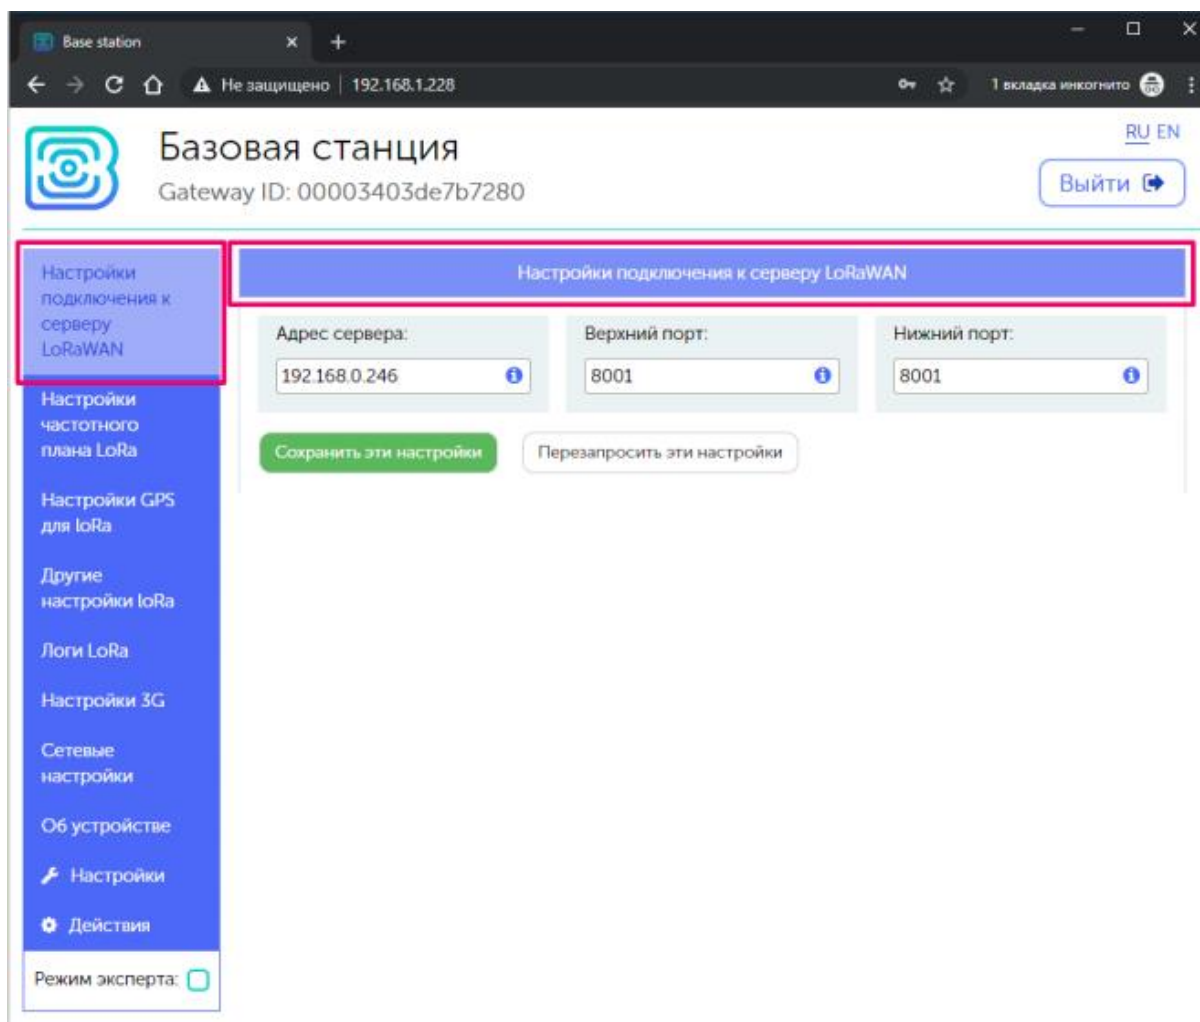 Base station
Не защищено | 192.168.1.228
1 вкладка инкогнито
Базовая станция
Gateway ID: 00003403de7b7280
RU EN
Выйти
Настройки
подключения к
серверу
LoRaWAN
Настройки
частотного
плана LoRa
Настройки GPS
для loRa
Другие
настройки loRa
Логи LoRa
Настройки 3G
Сетевые
настройки
Об устройстве
Настройки
Действия
Режим эксперта:
Настройки подключения к серверу LoRaWAN
Адрес сервера:
192.168.0.246
Верхний порт:
8001
Нижний порт:
8001
Сохранить эти настройки
Перезапросить эти настройки